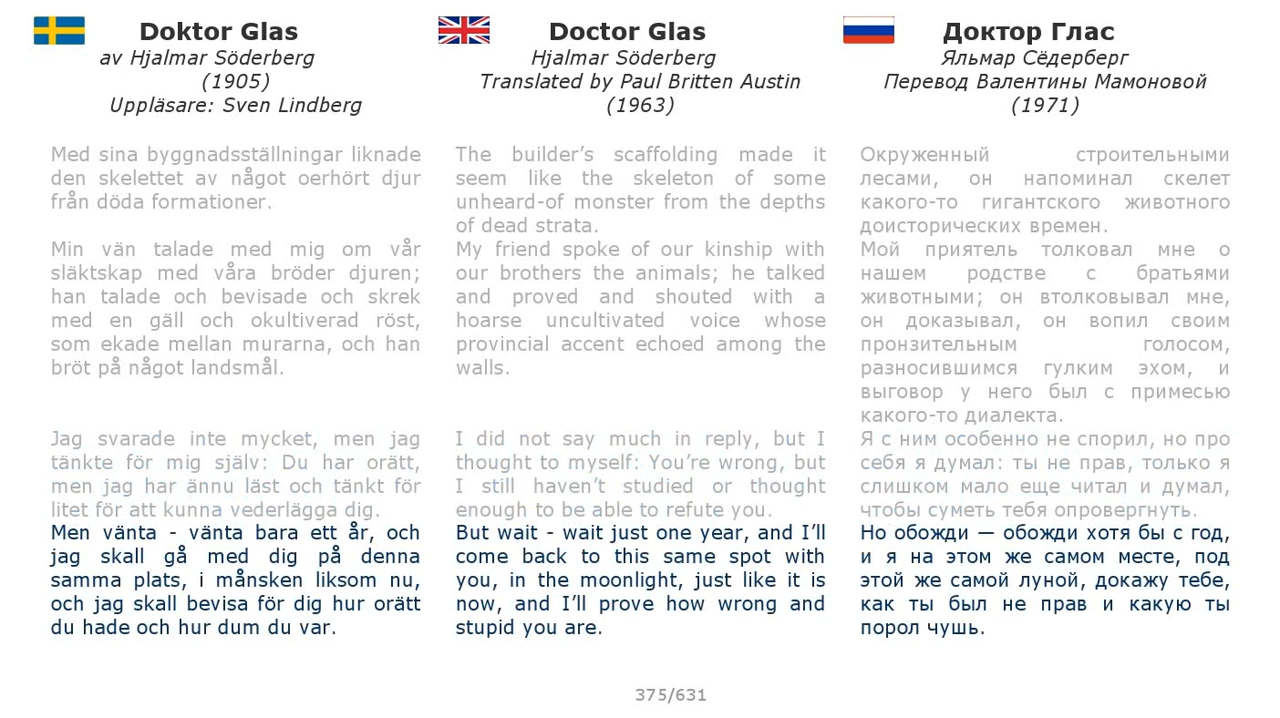 Doktor Glas
av Hjalmar Söderberg
(1905)
Uppläsare: Sven Lindberg
Med sina byggnadsställningar liknade
den skelettet av något oerhört djur
från döda formationer.
Min vän talade med mig om vår
släktskap med våra bröder djuren;
han talade och bevisade och skrek
med en gäll och okultiverad röst,
som ekade mellan murarna, och han
bröt på något landsmål.
Jag svarade inte mycket, men jag
tänkte för mig själv: Du har orätt,
men jag har ännu läst och tänkt för
litet för att kunna vederlägga dig.
Men vänta - vänta bara ett år, och
jag skall gå med dig på denna
samma plats, i månsken liksom nu,
och jag skall bevisa för dig hur orätt
du hade och hur dum du var.
Doctor Glas
Hjalmar Söderberg
Translated by Paul Britten Austin
(1963)
The builder’s scaffolding made it
seem like the skeleton of some
unheard-of monster from the depths
of dead strata.
My friend spoke of our kinship with
our brothers the animals; he talked
and proved and shouted with a
hoarse uncultivated voice whose
provincial accent echoed among the
walls.
I did not say much in reply, but I
thought to myself: You’re wrong, but
I still haven’t studied or thought
enough to be able to refute you.
But wait - wait just one year, and I’ll
come back to this same spot with
you, in the moonlight, just like it is
now, and I’ll prove how wrong and
stupid you are.
Доктор Глас
Яльмар Сёдерберг
Перевод Валентины Мамоновой
(1971)
Окруженный строительными
лесами, он напоминал скелет
какого-то гигантского животного
доисторических времен.
Мой приятель толковал мне о
нашем родстве с братьями
животными; он втолковывал мне,
он доказывал, он вопил своим
пронзительным голосом,
разносившимся гулким эхом, и
выговор у него был с примесью
какого-то диалекта.
Я с ним особенно не спорил, но про
себя я думал: ты не прав, только я
слишком мало еще читал и думал,
чтобы суметь тебя опровергнуть.
Но обожди — обожди хотя бы с год,
и я на этом же самом месте, под
этой же самой луной, докажу тебе,
как ты был не прав и какую ты
порол чушь.
375/631